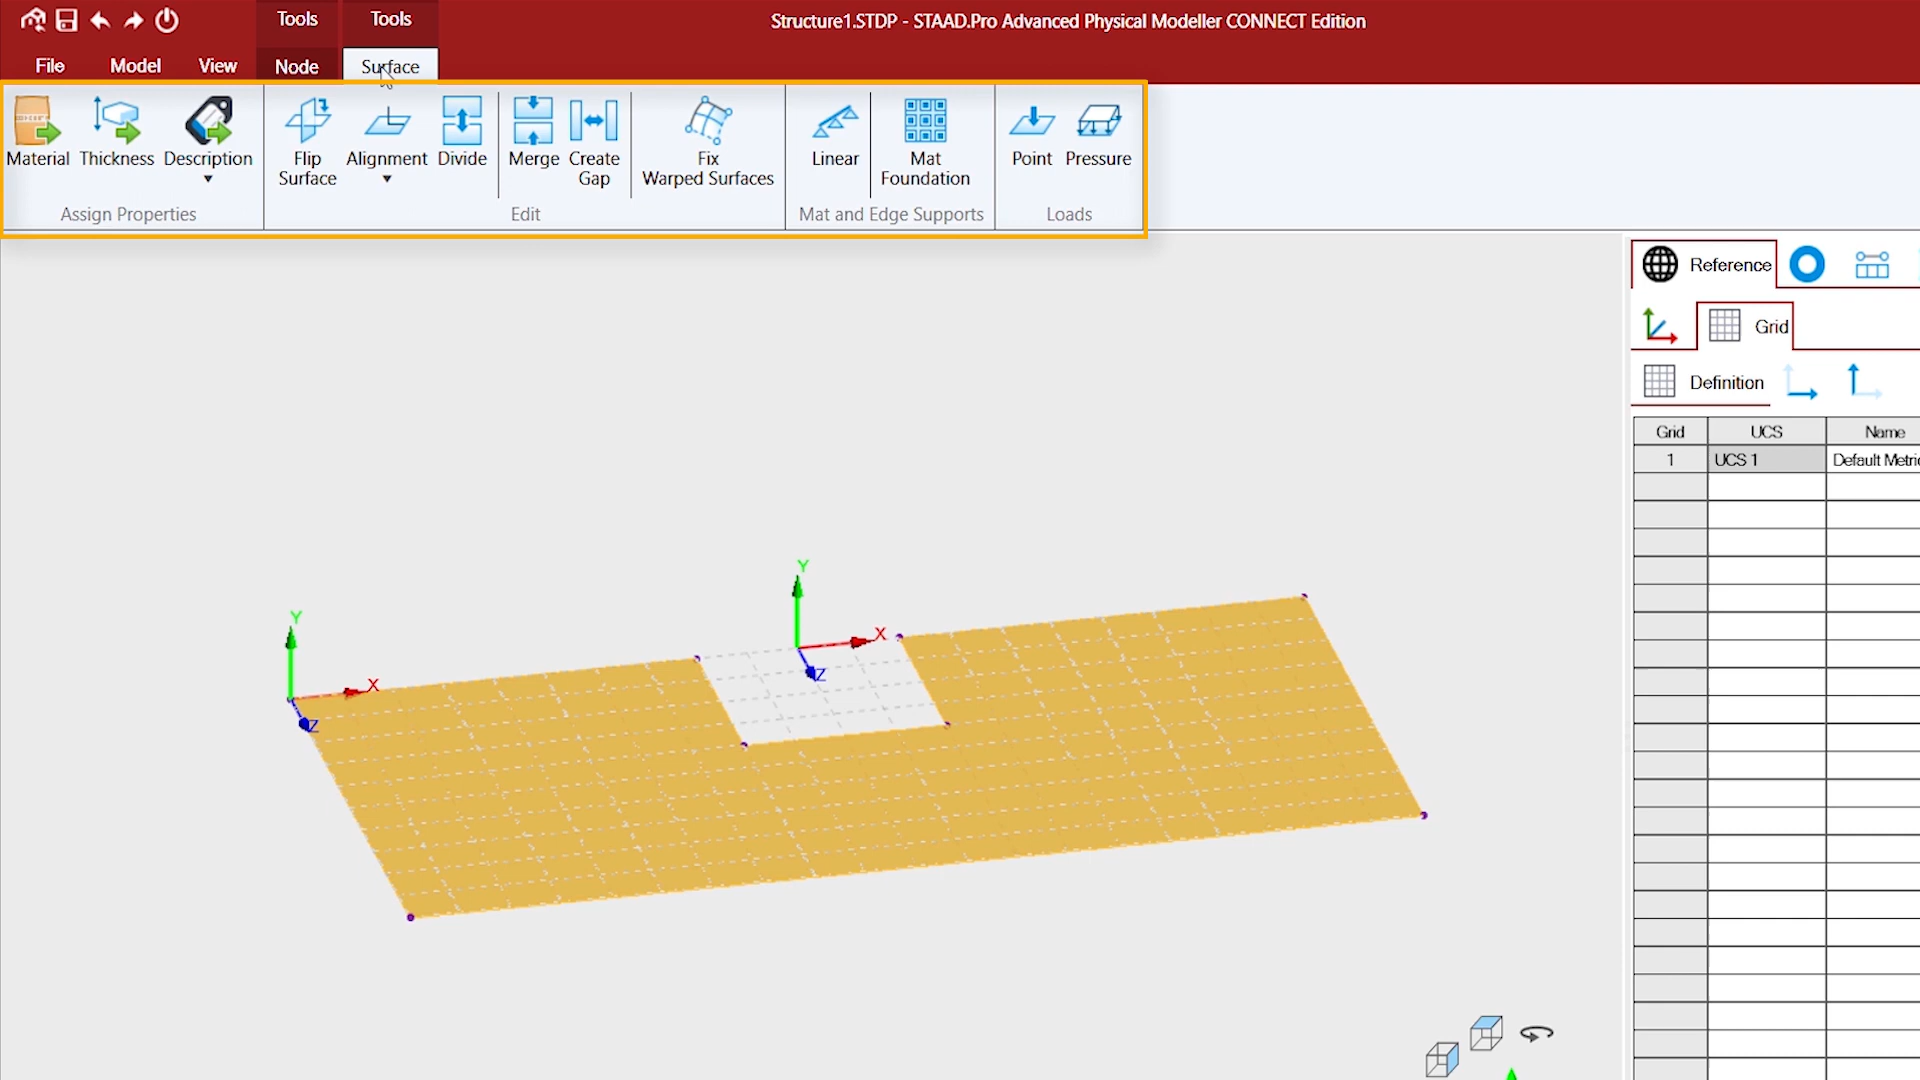 Tools
Tools
Structure1.STDP - STAAD.Pro Advanced Physical Modeller CONNECT Edition
File
Model
View
Node
Surface
Material
Thickness
Description
Flip
Surface
Alignment
Divide
Merge
Create
Gap
Fix
Warped Surfaces
Linear
Mat
Foundation
Point
Pressure
Assign Properties
Edit
Mat and Edge Supports
Loads
Reference
Grid
Definition
Grid
UCS
Name
1
UCS 1
Default Metric
Y
X
Z
Y
X
Z